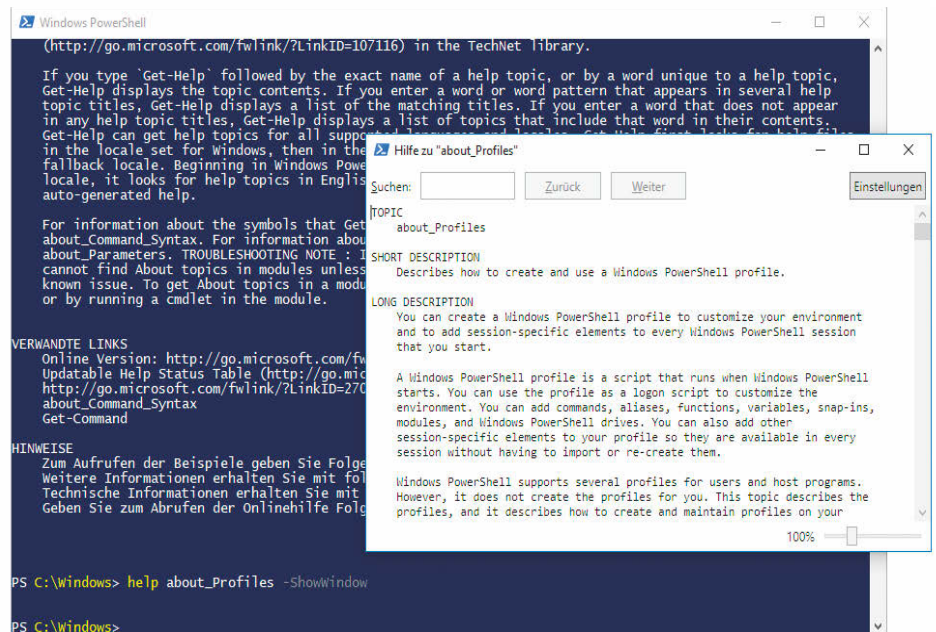 Windows PowerShell
(http://go.microsoft.com/fwlink/?LinkID=107116) in the TechNet library.
If you type `Get-Help` followed by the exact name of a help topic, or by a word unique to a help topic,
Get-Help displays the topic contents. If you enter a word or word pattern that appears in several help
topic titles, Get-Help displays a list of the matching titles. If you enter a word that does not appear
in any help topic titles, Get-Help displays a list of topics that include that word in their contents.
Get-Help can get help topics for all supported languages and locales. Get-Help first looks for help files
in the locale set for Windows, then in the
fallback locale. Beginning in Windows Powe
locale, it looks for help topics in Englis
auto-generated help.
For information about the symbols that Get
about_Command_Syntax. For information abou
about_Parameters. TROUBLESHOOTING NOTE : I
cannot find About topics in modules unless
known issue. To get About topics in a modu
or by running a cmdlet in the module.
VERWANDTE LINKS
Online Version: http://go.microsoft.com/fw
Updatable Help Status Table (http://go.mic
http://go.microsoft.com/fwlink/?LinkID=270
about_Command_Syntax
Get-Command
HINWEISE
Zum Aufrufen der Beispiele geben Sie Folge
Weitere Informationen erhalten Sie mit fol
Technische Informationen erhalten Sie mit
Geben Sie zum Abrufen der Onlinehilfe Folg
PS C:\Windows> help about_Profiles -ShowWindow
PS C:\Windows>
Hilfe zu "about_Profiles"
Suchen: Zurück Weiter Einstellungen
TOPIC
about_Profiles
SHORT DESCRIPTION
Describes how to create and use a Windows PowerShell profile.
LONG DESCRIPTION
You can create a Windows PowerShell profile to customize your environment
and to add session-specific elements to every Windows PowerShell session
that you start.
A Windows PowerShell profile is a script that runs when Windows PowerShell
starts. You can use the profile as a logon script to customize the
environment. You can add commands, aliases, functions, variables, snap-ins,
modules, and Windows PowerShell drives. You can also add other
session-specific elements to your profile so they are available in every
session without having to import or re-create them.
Windows PowerShell supports several profiles for users and host programs.
However, it does not create the profiles for you. This topic describes the
profiles, and it describes how to create and maintain profiles on your
100%